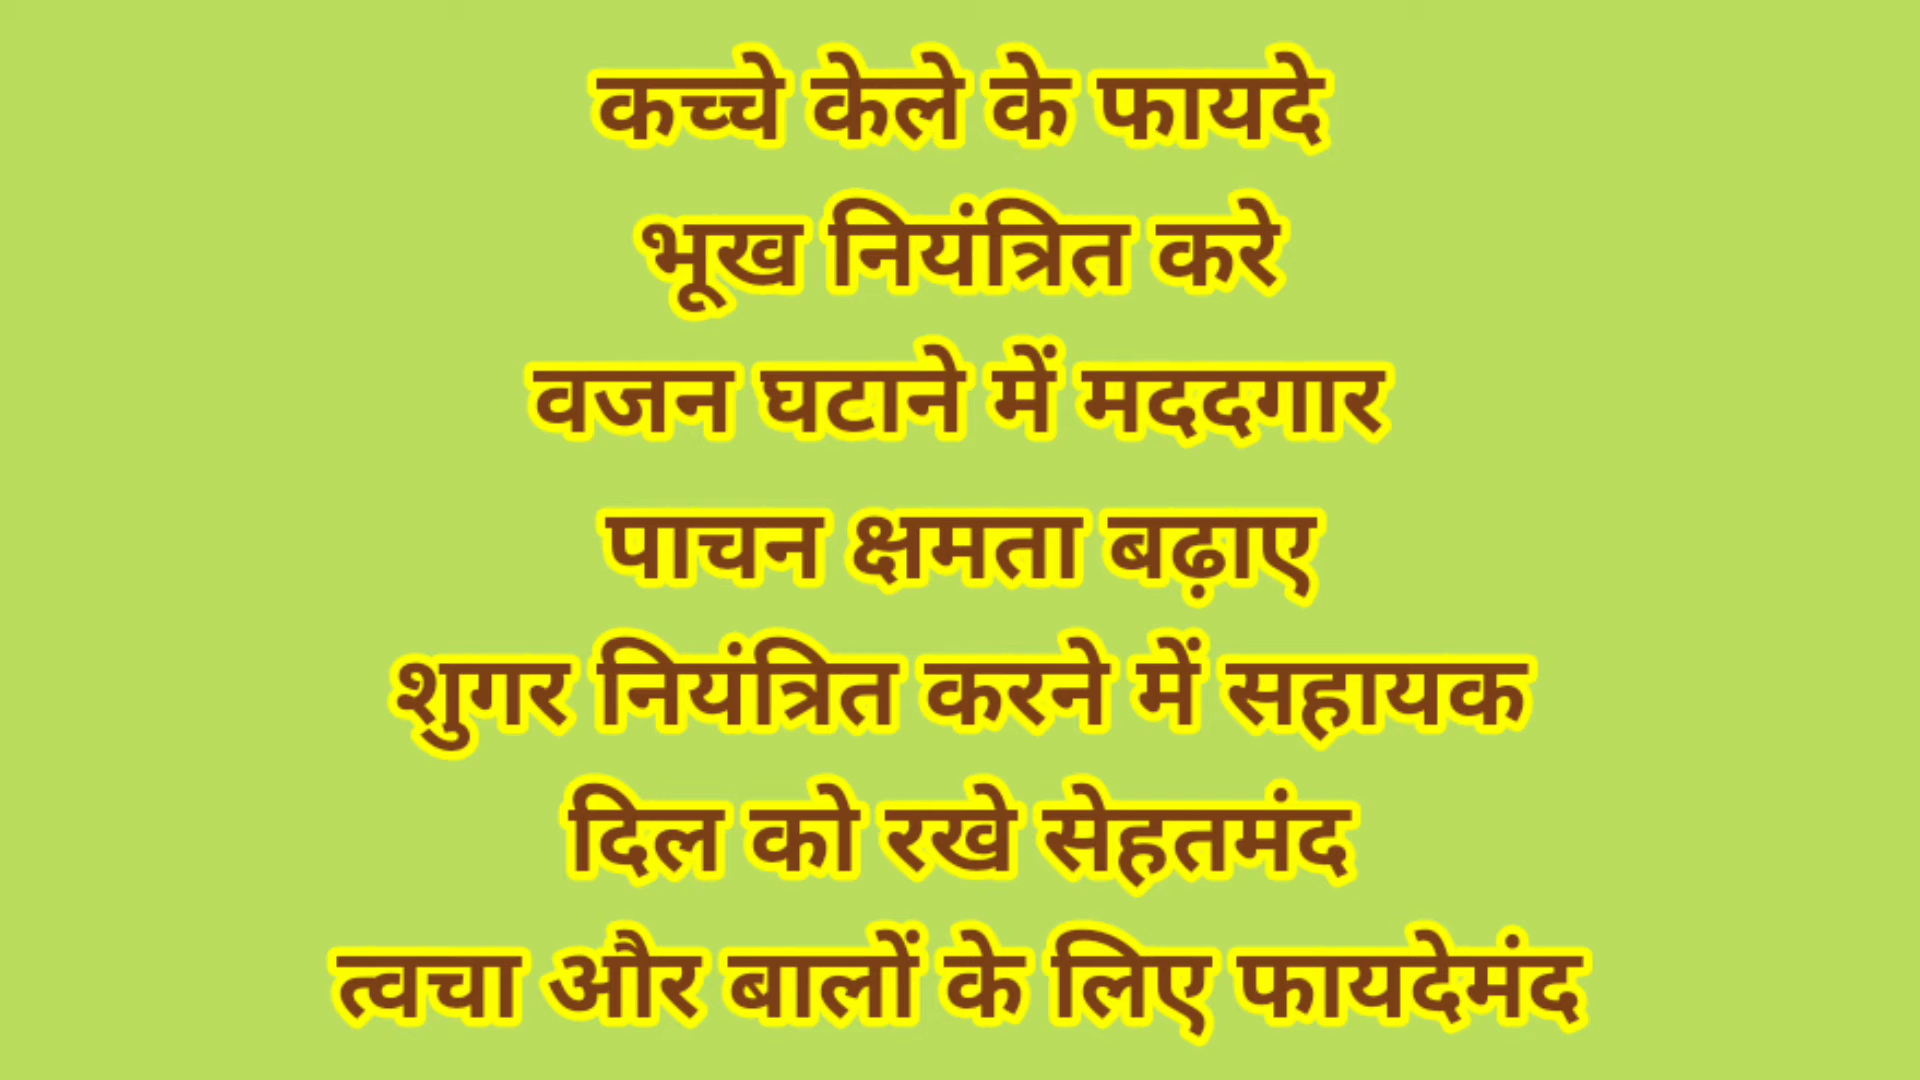 कच्चे केले के फायदे
भूख नियंत्रित करे
वजन घटाने में मददगार
पाचन क्षमता बढ़ाए
शुगर नियंत्रित करने में सहायक
दिल को रखे सेहतमंद
त्वचा और बालों के लिए फायदेमंद